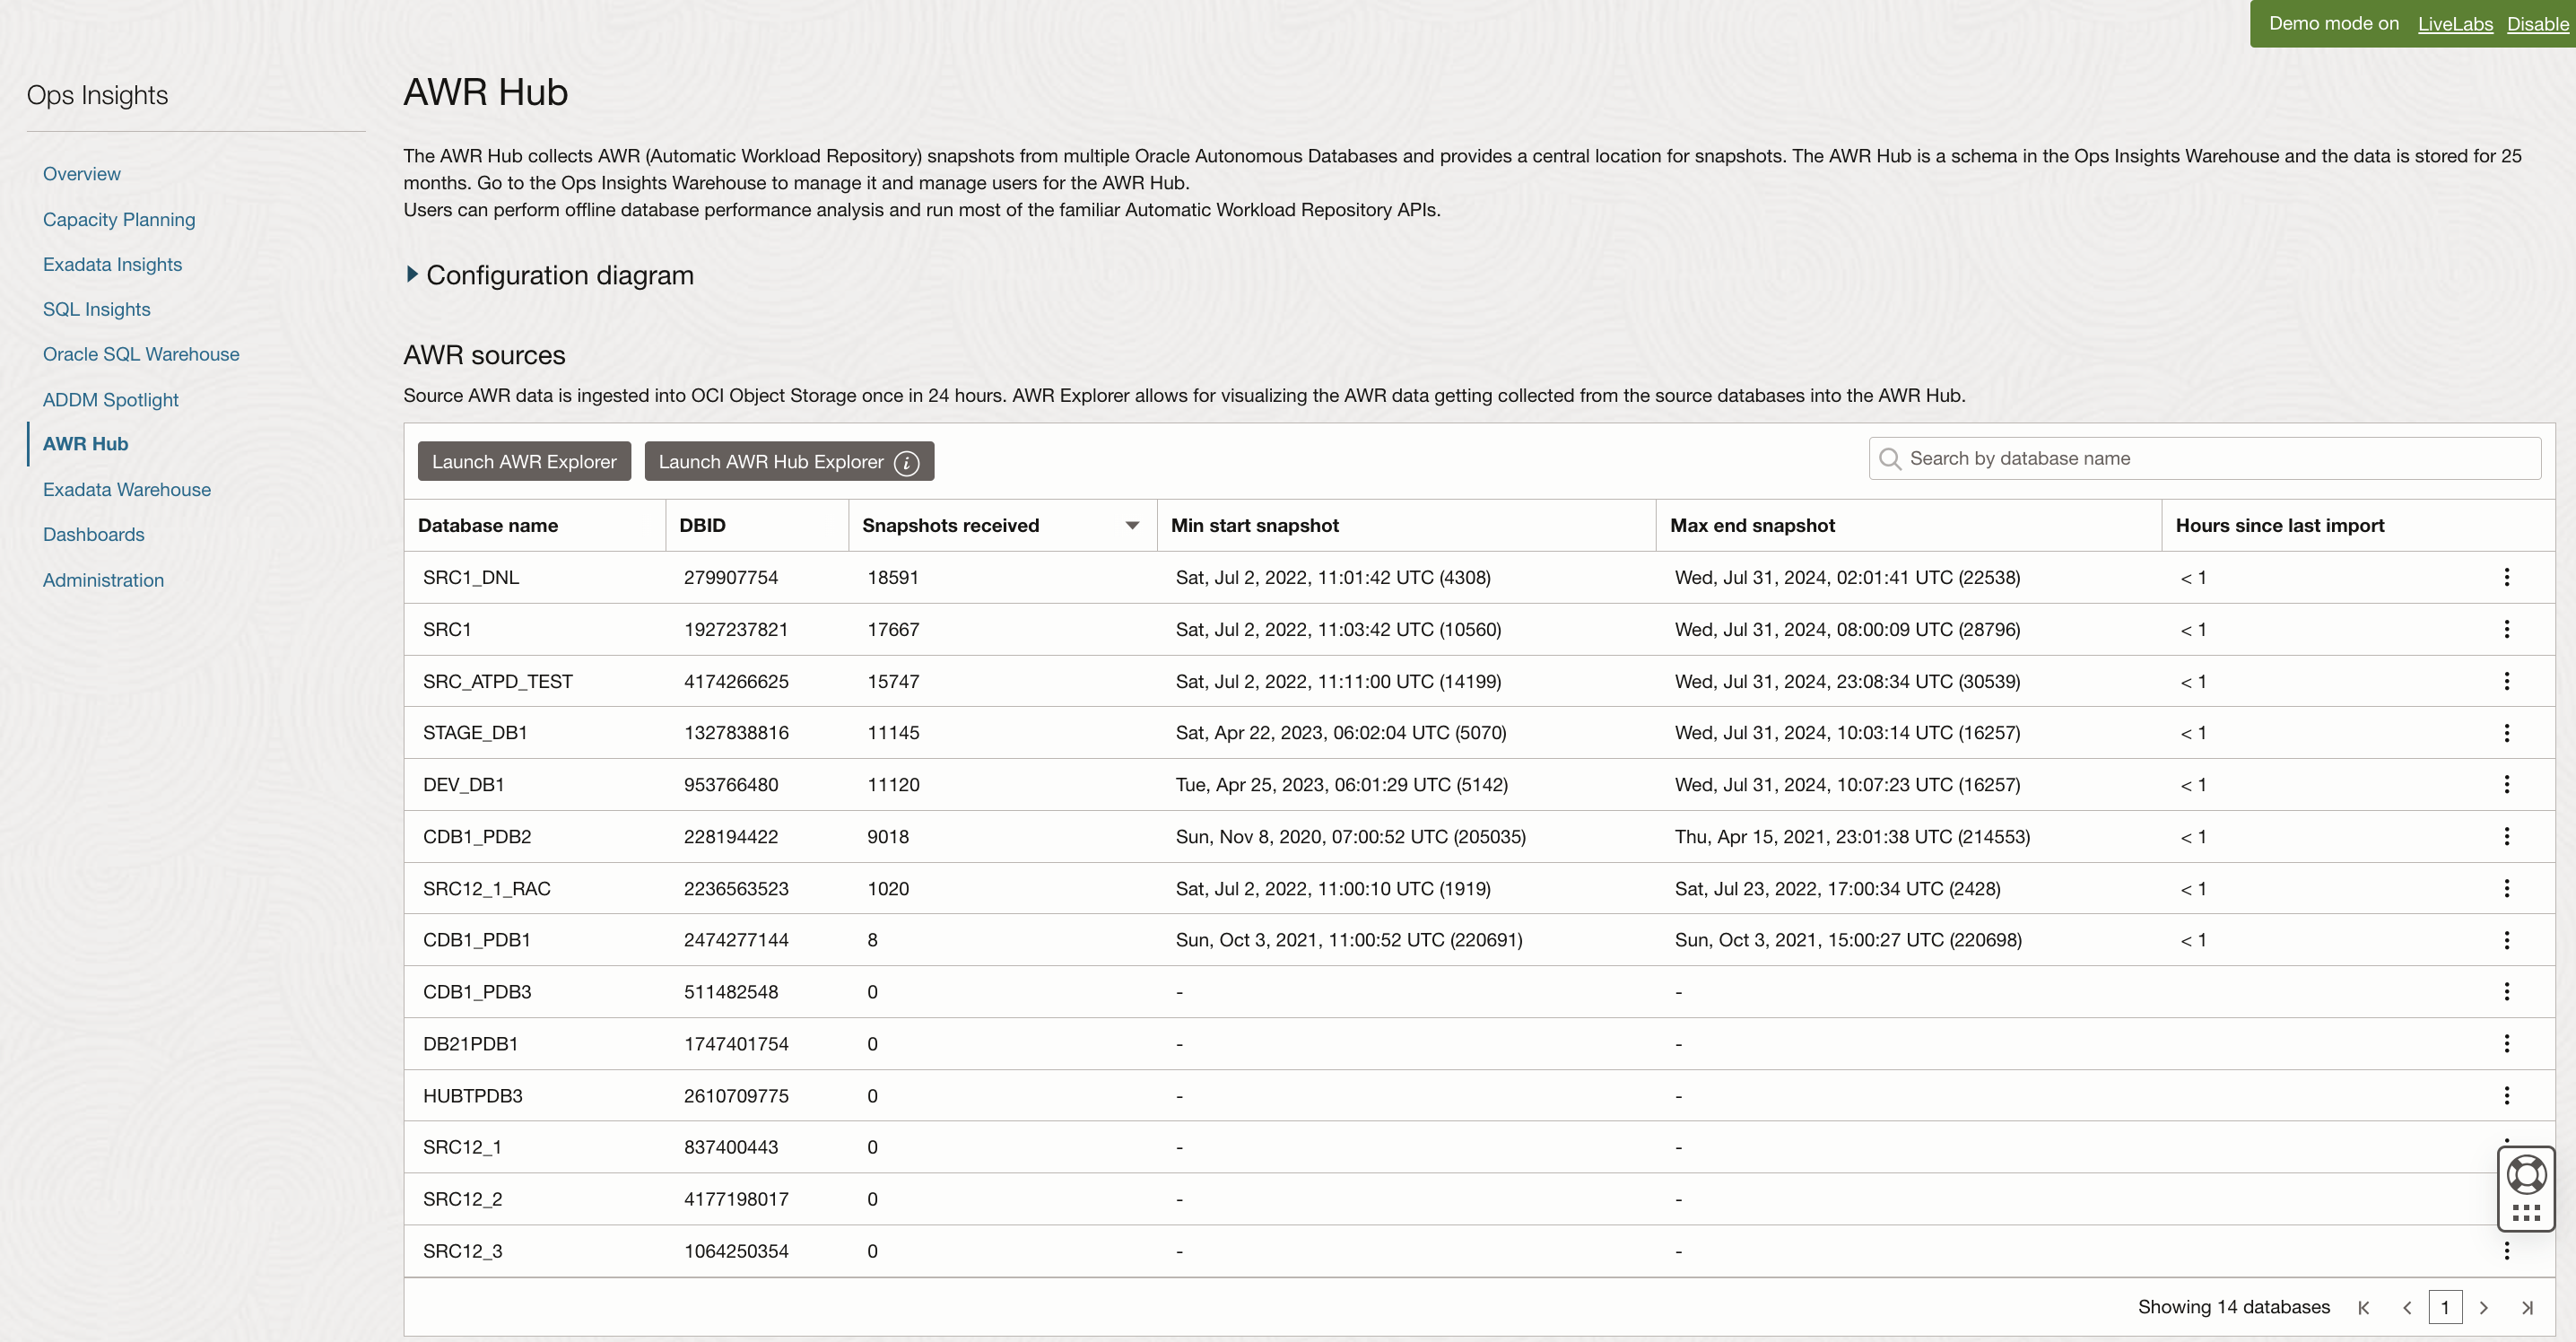 Demo mode on LiveLabs Disable
Ops Insights
Overview
Capacity Planning
Exadata Insights
SQL Insights
Oracle SQL Warehouse
ADDM Spotlight
AWR Hub
Exadata Warehouse
Dashboards
Administration
AWR Hub
The AWR Hub collects AWR (Automatic Workload Repository) snapshots from multiple Oracle Autonomous Databases and provides a central location for snapshots. The AWR Hub is a schema in the Ops Insights Warehouse and the data is stored for 25
months. Go to the Ops Insights Warehouse to manage it and manage users for the AWR Hub.
Users can perform offline database performance analysis and run most of the familiar Automatic Workload Repository APIs.
Configuration diagram
AWR sources
Source AWR data is ingested into OCI Object Storage once in 24 hours. AWR Explorer allows for visualizing the AWR data getting collected from the source databases into the AWR Hub.
Launch AWR Explorer Launch AWR Hub Explorer i Search by database name
Database name DBID Snapshots received Min start snapshot Max end snapshot Hours since last import
SRC1_DNL 279907754 18591 Sat, Jul 2, 2022, 11:01:42 UTC (4308) Wed, Jul 31, 2024, 02:01:41 UTC (22538) < 1
SRC1 1927237821 17667 Sat, Jul 2, 2022, 11:03:42 UTC (10560) Wed, Jul 31, 2024, 08:00:09 UTC (28796) < 1
SRC_ATPD_TEST 4174266625 15747 Sat, Jul 2, 2022, 11:11:00 UTC (14199) Wed, Jul 31, 2024, 23:08:34 UTC (30539) < 1
STAGE_DB1 1327838816 11145 Sat, Apr 22, 2023, 06:02:04 UTC (5070) Wed, Jul 31, 2024, 10:03:14 UTC (16257) < 1
DEV_DB1 953766480 11120 Tue, Apr 25, 2023, 06:01:29 UTC (5142) Wed, Jul 31, 2024, 10:07:23 UTC (16257) < 1
CDB1_PDB2 228194422 9018 Sun, Nov 8, 2020, 07:00:52 UTC (205035) Thu, Apr 15, 2021, 23:01:38 UTC (214553) < 1
SRC12_1_RAC 2236563523 1020 Sat, Jul 2, 2022, 11:00:10 UTC (1919) Sat, Jul 23, 2022, 17:00:34 UTC (2428) < 1
CDB1_PDB1 2474277144 8 Sun, Oct 3, 2021, 11:00:52 UTC (220691) Sun, Oct 3, 2021, 15:00:27 UTC (220698) < 1
CDB1_PDB3 511482548 0 - -
DB21PDB1 1747401754 0 - -
HUBTPDB3 2610709775 0 - -
SRC12_1 837400443 0 - -
SRC12_2 4177198017 0 - -
SRC12_3 1064250354 0 - -
Showing 14 databases 1